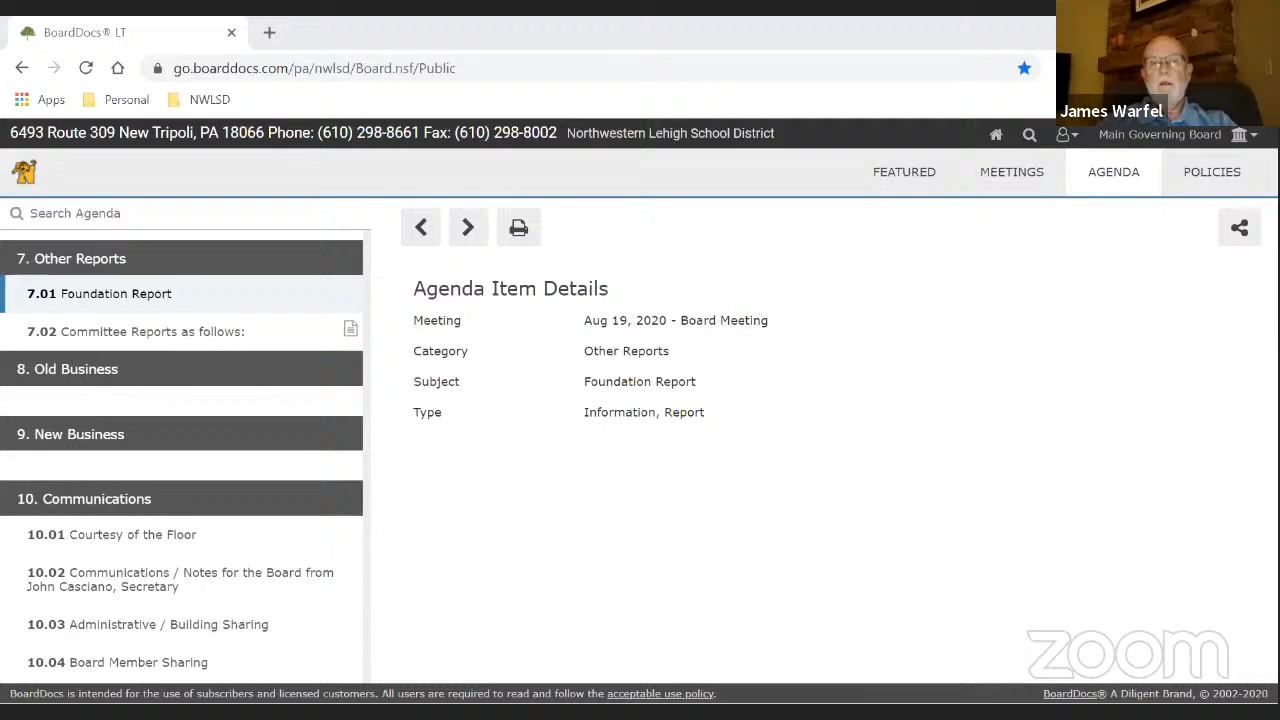 BoardDocs® LT
go.boarddocs.com/pa/nwlsd/Board.nsf/Public
Apps Personal NWLSD
James Warfel
6493 Route 309 New Tripoli, PA 18066 Phone: (610) 298-8661 Fax: (610) 298-8002 Northwestern Lehigh School District
Main Governing Board
FEATURED MEETINGS AGENDA POLICIES
Search Agenda
7. Other Reports
7.01 Foundation Report
7.02 Committee Reports as follows:
8. Old Business
9. New Business
10. Communications
10.01 Courtesy of the Floor
10.02 Communications / Notes for the Board from
John Casciano, Secretary
10.03 Administrative / Building Sharing
10.04 Board Member Sharing
Agenda Item Details
Meeting Aug 19, 2020 - Board Meeting
Category Other Reports
Subject Foundation Report
Type Information, Report
zoom
BoardDocs is intended for the use of subscribers and licensed customers. All users are required to read and follow the acceptable use policy.
BoardDocs® A Diligent Brand, © 2002-2020